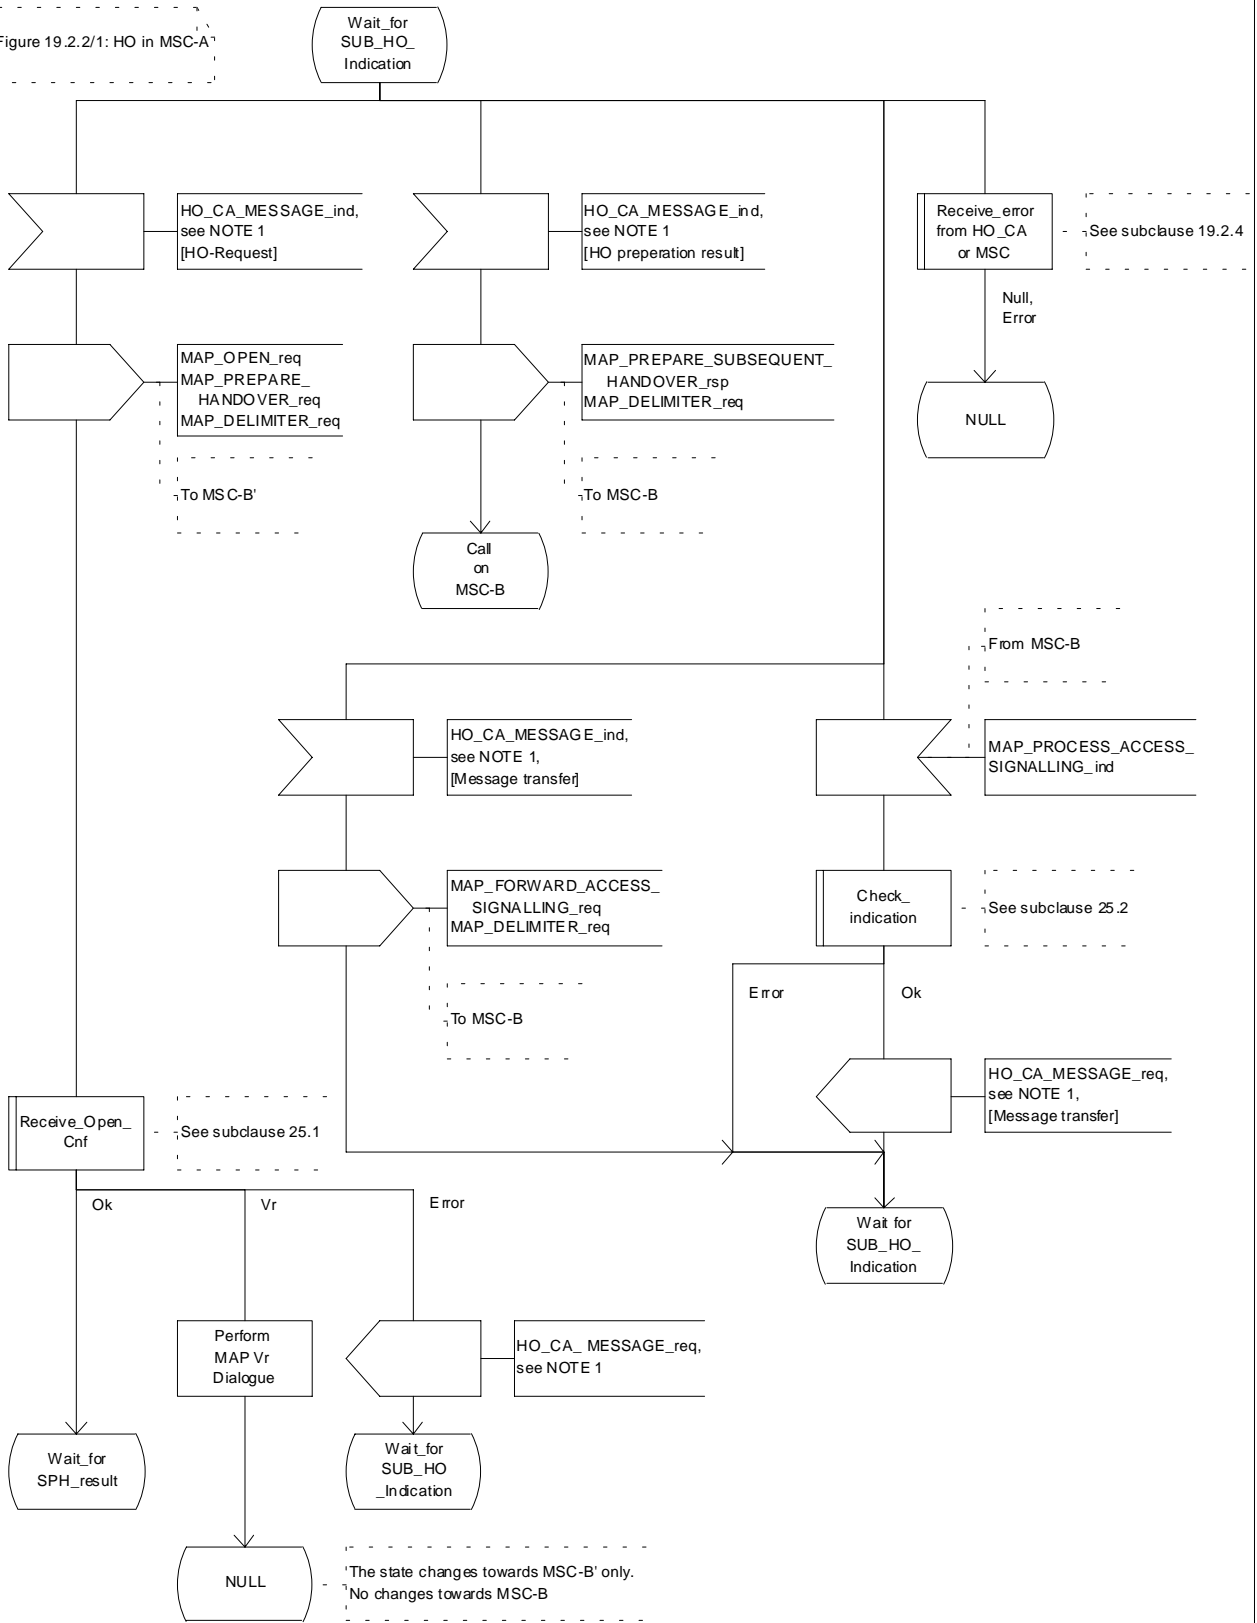 Figure 19.2.2/1: HO in MSC-A
Wait_for
SUB_HO_
Indication
HO_CA_MESSAGE_ind,
see NOTE 1
[HO-Request]
HO_CA_MESSAGE_ind,
see NOTE 1
[HO preperation result]
Receive_error
from HO_CA
or MSC
See subclause 19.2.4
Null,
Error
MAP_OPEN_req
MAP_PREPARE_
HANDOVER_req
MAP_DELIMITER_req
MAP_PREPARE_SUBSEQUENT_
HANDOVER_rsp
MAP_DELIMITER_req
NULL
To MSC-B'
To MSC-B
Call
on
MSC-B
From MSC-B
HO_CA_MESSAGE_ind,
see NOTE 1,
[Message transfer]
MAP_PROCESS_ACCESS_
SIGNALLING_ind
MAP_FORWARD_ACCESS_
SIGNALLING_req
MAP_DELIMITER_req
Check_
indication
See subclause 25.2
Error
Ok
To MSC-B
HO_CA_MESSAGE_req,
see NOTE 1,
[Message transfer]
Receive_Open_
Cnf
See subclause 25.1
Ok
Vr
Error
Wait for
SUB_HO_
Indication
Perform
MAP Vr
Dialogue
HO_CA_ MESSAGE_req,
see NOTE 1
Wait_for
SPH_result
Wait_for
SUB_HO
_Indication
NULL
The state changes towards MSC-B' only.
No changes towards MSC-B